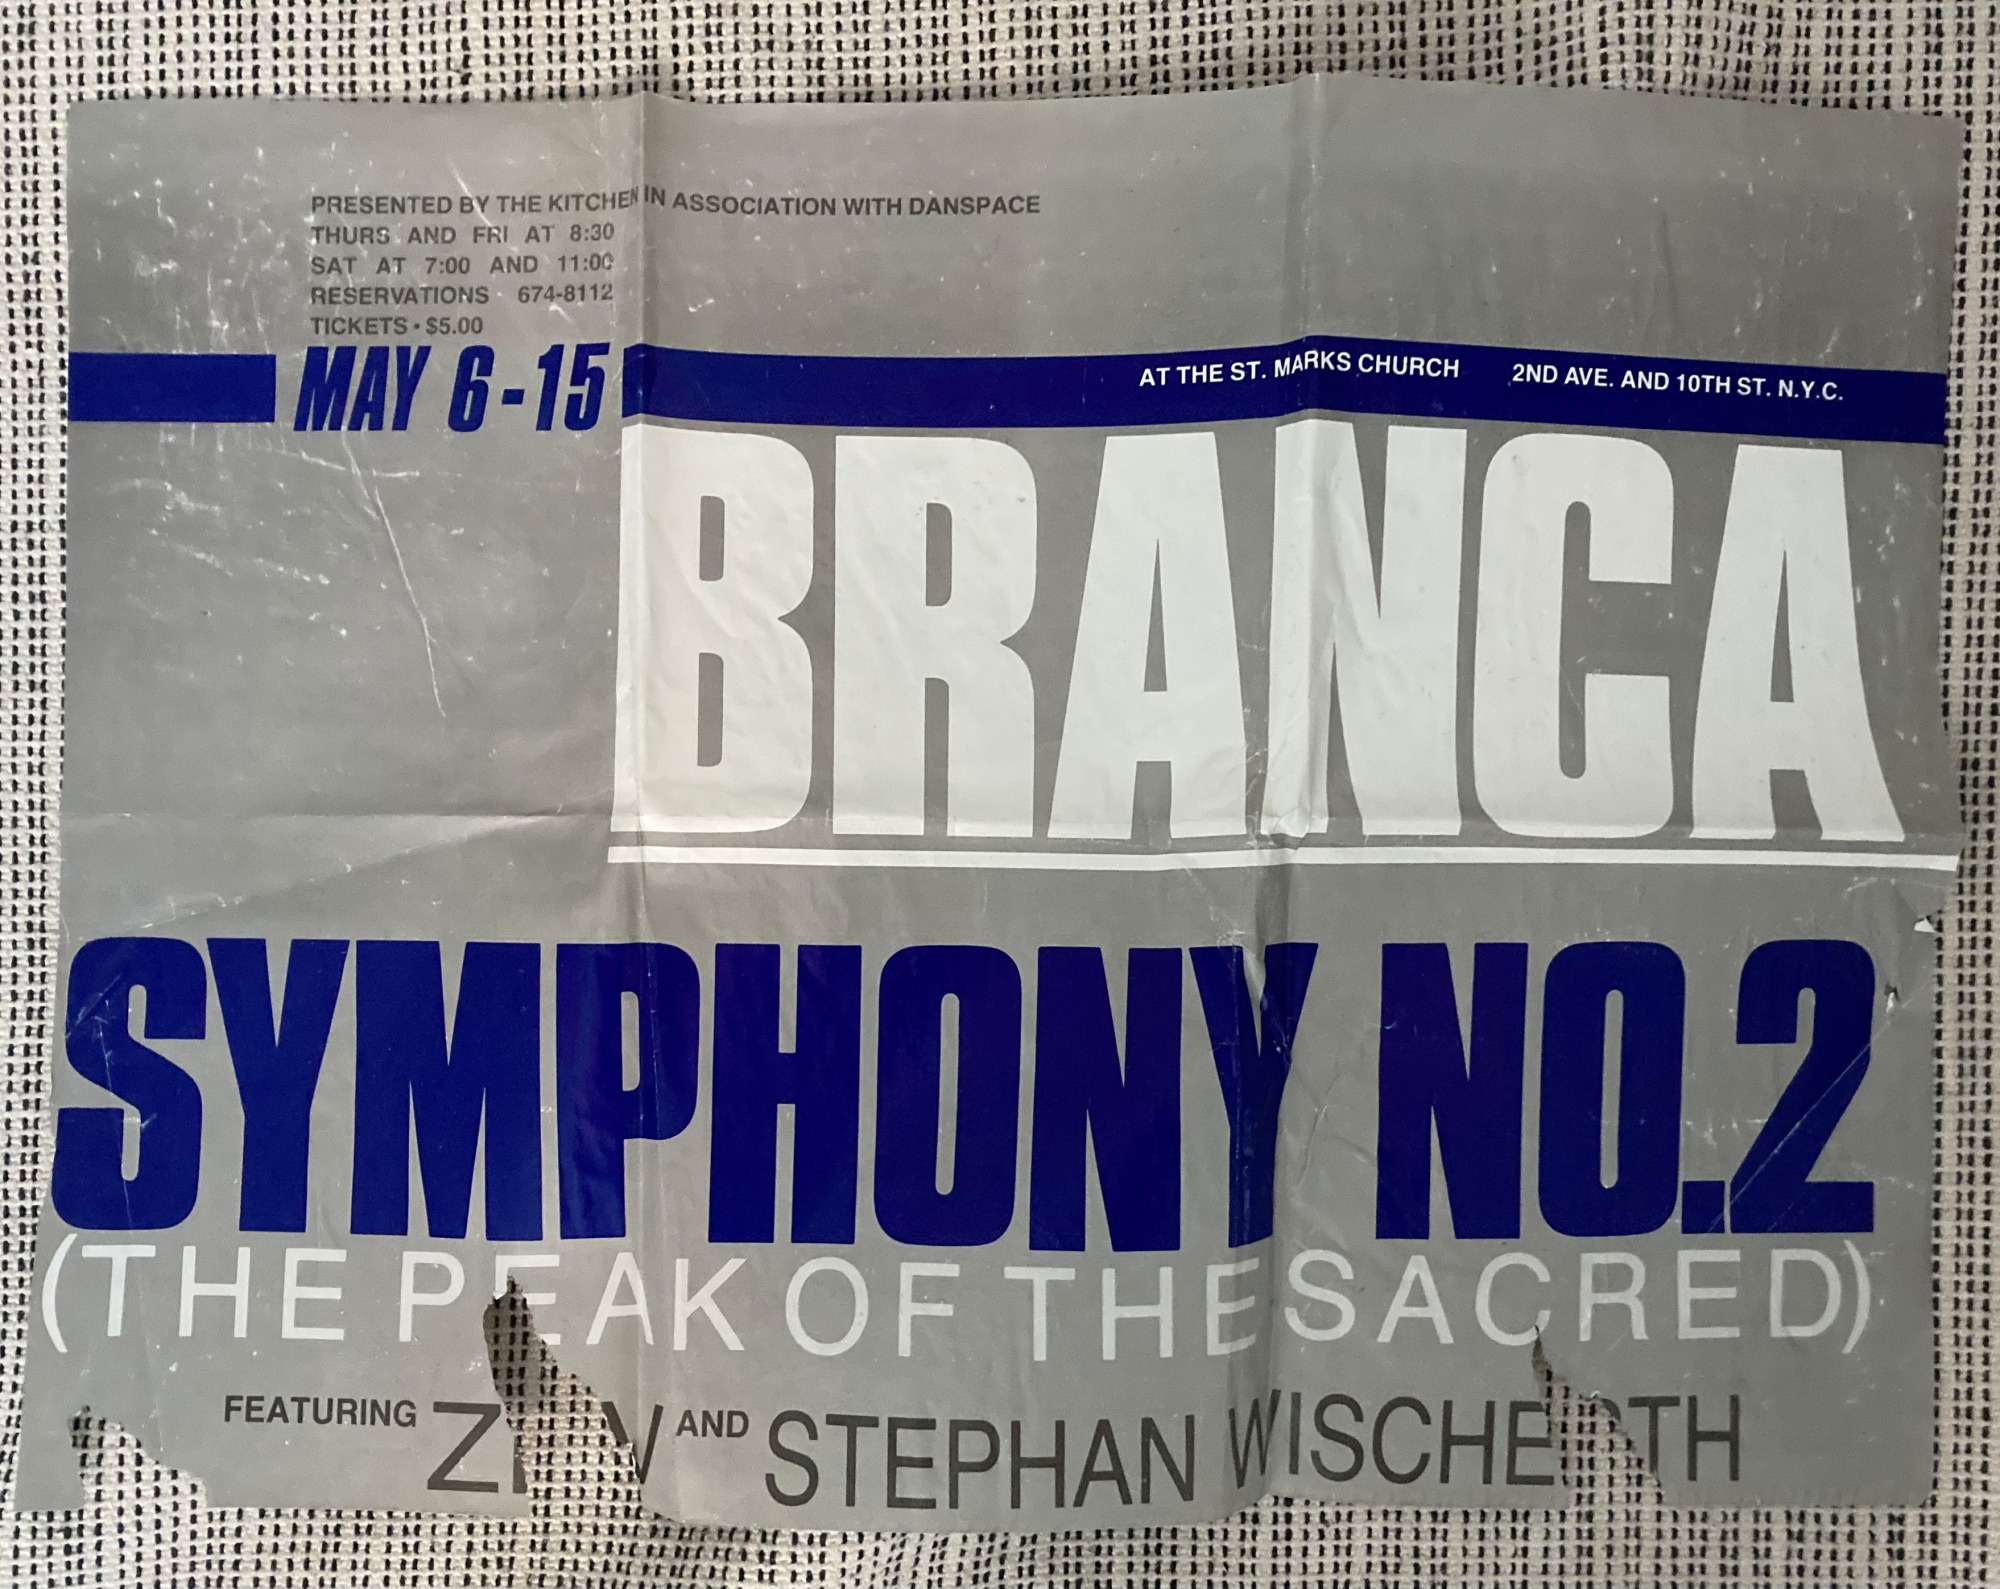 PRESENTED BY THE KITCHEN IN ASSOCIATION WITH DANSPACE
THURS AND FRI AT 8:30
SAT AT 7:00 AND 11:00
RESERVATIONS 674-8112
TICKETS • $5.00
MAY 6-15
AT THE ST. MARKS CHURCH 2ND AVE. AND 10TH ST. N.Y.C.
BRANCA
SYMPHONY NO.2
(THE PEAK OF THE SACRED)
FEATURING AND STEPHAN